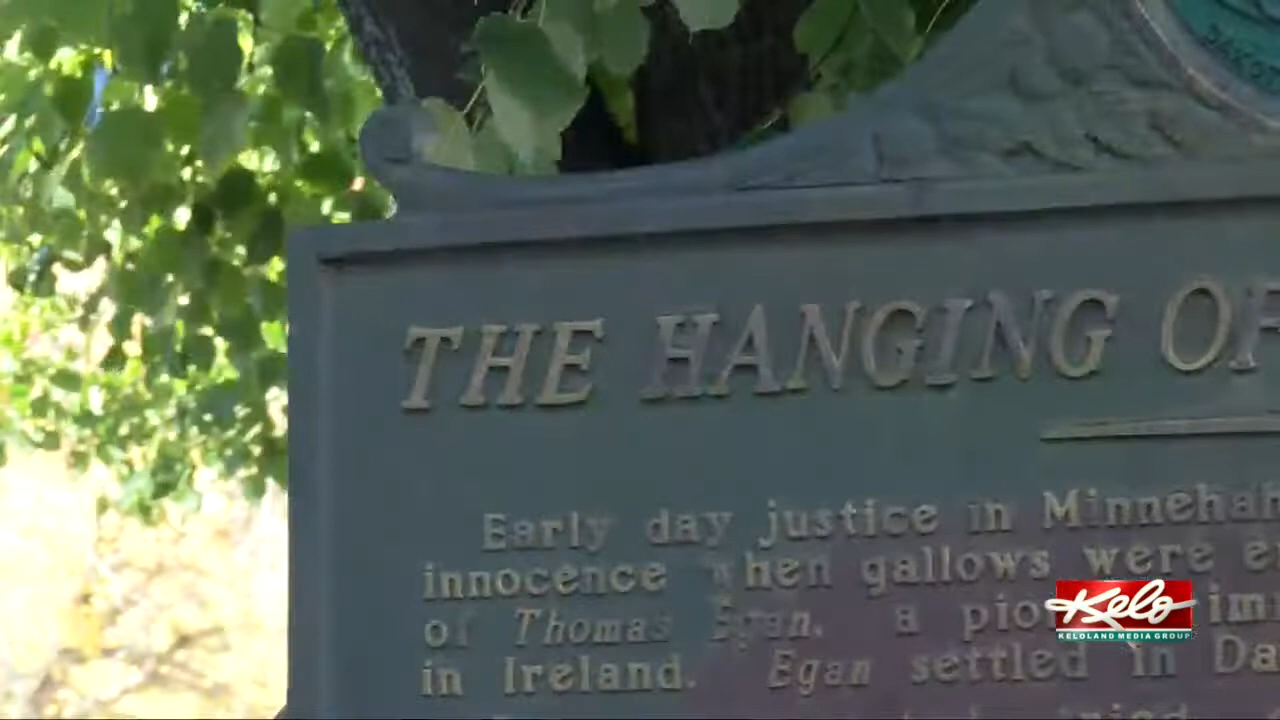 THE HANGING OF
Early day justice in Minnehah
innocence when gallows were e
of Thomas Egan, a pio im
in Ireland. Egan settled in Da
Kelo
KELOLAND MEDIA GROUP